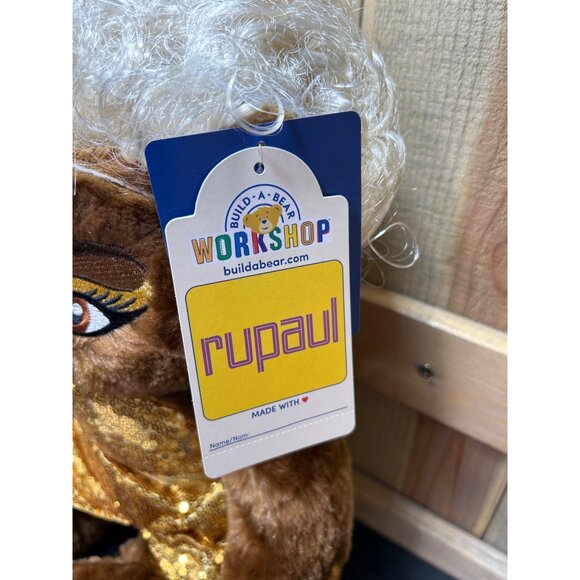 BUILD-A-BEAR
WORKSHOP
buildabear.com
rupaul
MADE WITH
Name/Nom: